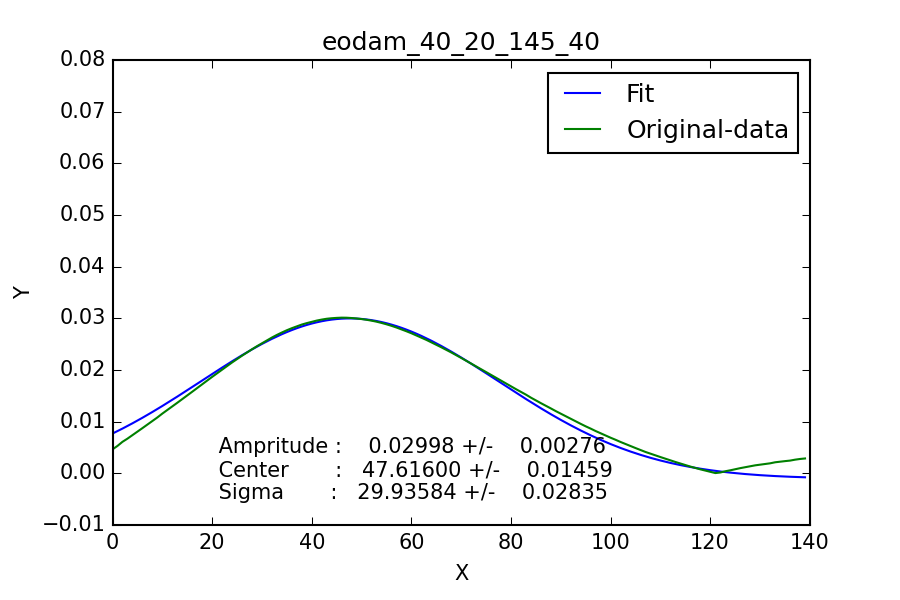 eodam_40_20_145_40
0.08
0.07
0.06
0.05
0.04
0.03
0.02
0.01
0.00
−0.01
Y
Fit
Original-data
Ampritude : 0.02998 +/- 0.00276
Center : 47.61600 +/- 0.01459
Sigma : 29.93584 +/- 0.02835
0 20 40 60 80 100 120 140
X